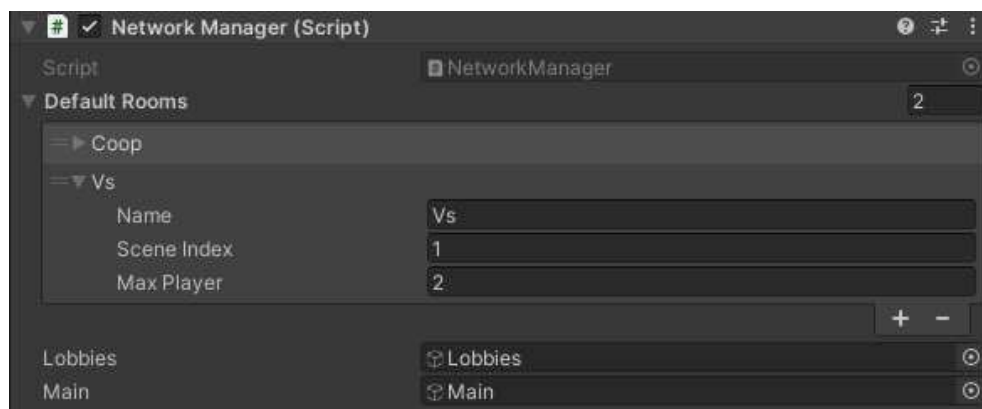 Network Manager (Script)
Script NetworkManager
Default Rooms 2
Coop
Vs
Name Vs
Scene Index 1
Max Player 2
Lobbies Lobbies
Main Main